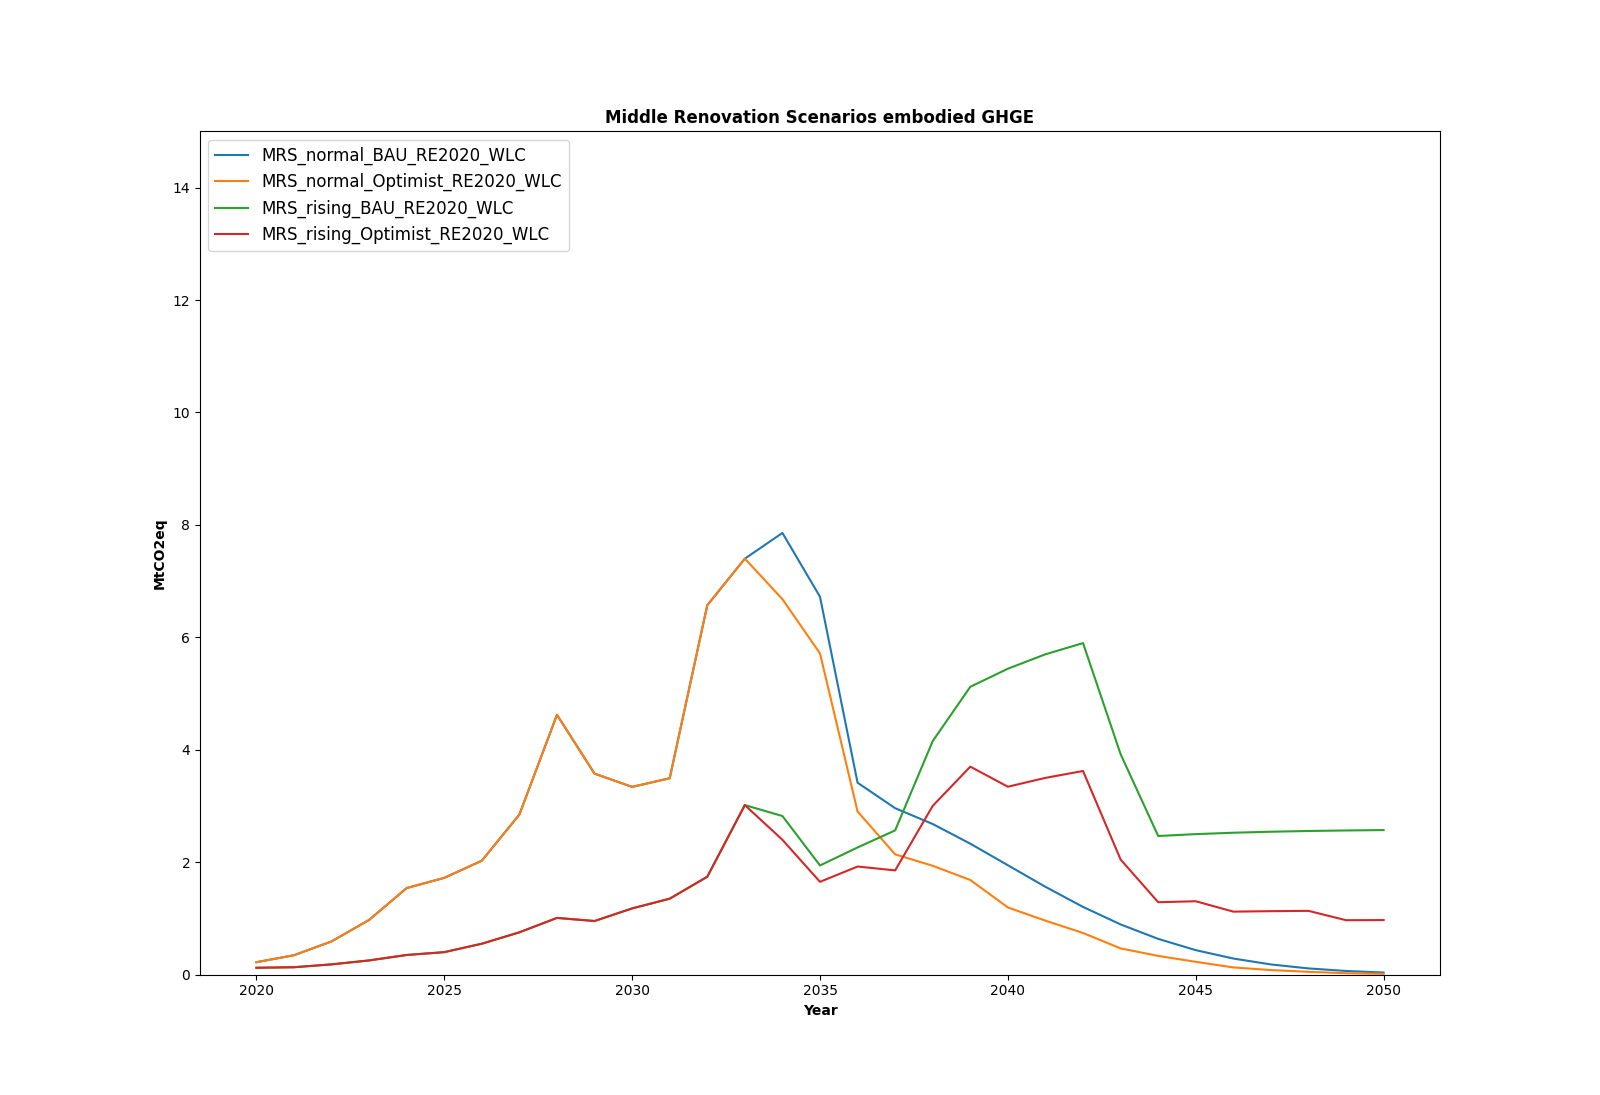 Middle Renovation Scenarios embodied GHGE
MRS_normal_BAU_RE2020_WLC
MRS_normal_Optimist_RE2020_WLC
MRS_rising_BAU_RE2020_WLC
MRS_rising_Optimist_RE2020_WLC
14
12
10
8
6
4
2
0
MtCO2eq
2020 2025 2030 2035 2040 2045 2050
Year